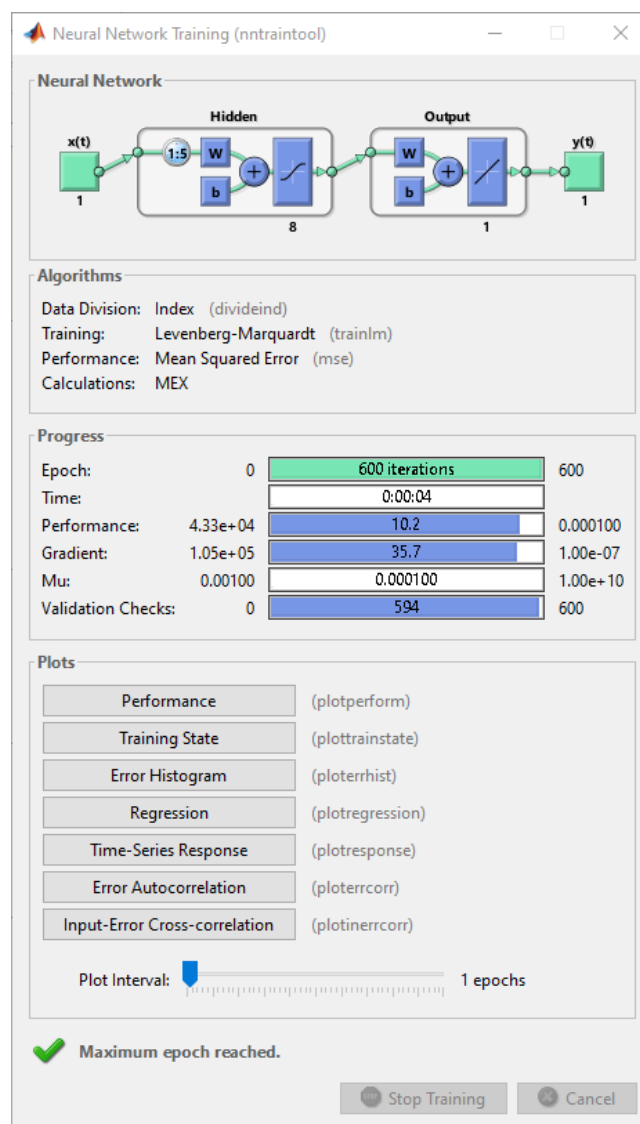 Neural Network Training (nntraintool)
Neural Network
Hidden Output
x(t) y(t)
1:5 W W
b b
1 8 1 1
Algorithms
Data Division: Index (divideind)
Training: Levenberg-Marquardt (trainlm)
Performance: Mean Squared Error (mse)
Calculations: MEX
Progress
Epoch: 0 600 iterations 600
Time: 0:00:04
Performance: 4.33e+04 10.2 0.000100
Gradient: 1.05e+05 35.7 1.00e-07
Mu: 0.00100 0.000100 1.00e+10
Validation Checks: 0 594 600
Plots
Performance (plotperform)
Training State (plottrainstate)
Error Histogram (ploterrhist)
Regression (plotregression)
Time-Series Response (plotresponse)
Error Autocorrelation (ploterrcorr)
Input-Error Cross-correlation (plotinerrcorr)
Plot Interval: 1 epochs
Maximum epoch reached.
Stop Training Cancel